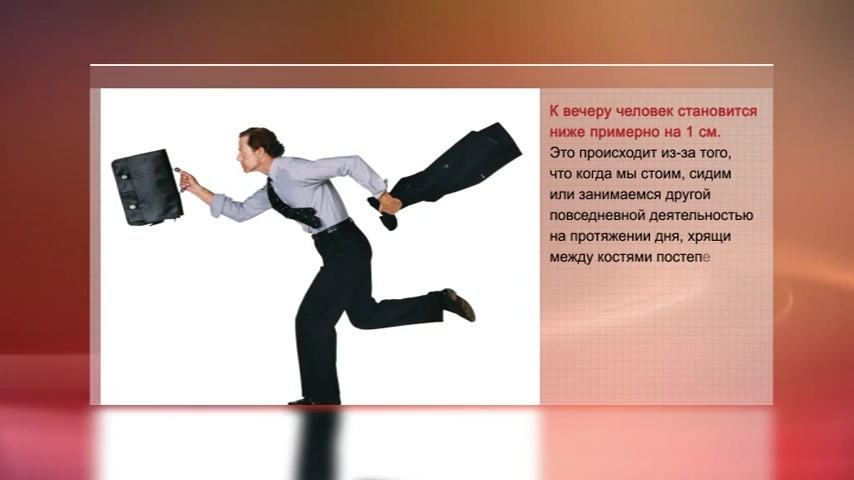 К вечеру человек становится
ниже примерно на 1 см.
Это происходит из-за того,
что когда мы стоим, сидим
или занимаемся другой
повседневной деятельностью
на протяжении дня, хрящи
между костями постепе